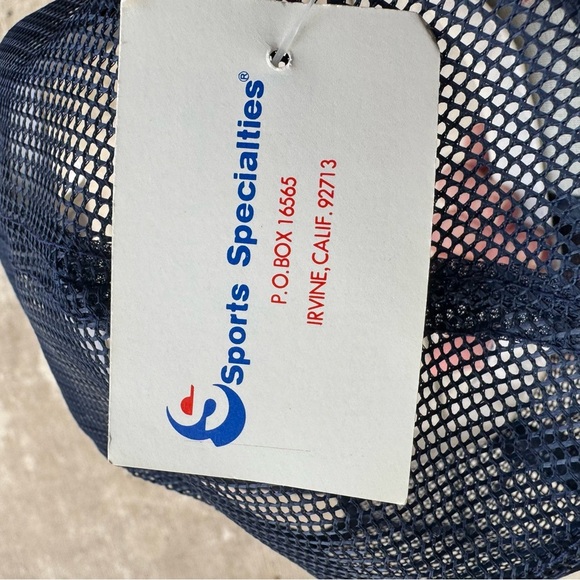 Sports Specialties®
P.O.BOX 16565
IRVINE, CALIF. 92713